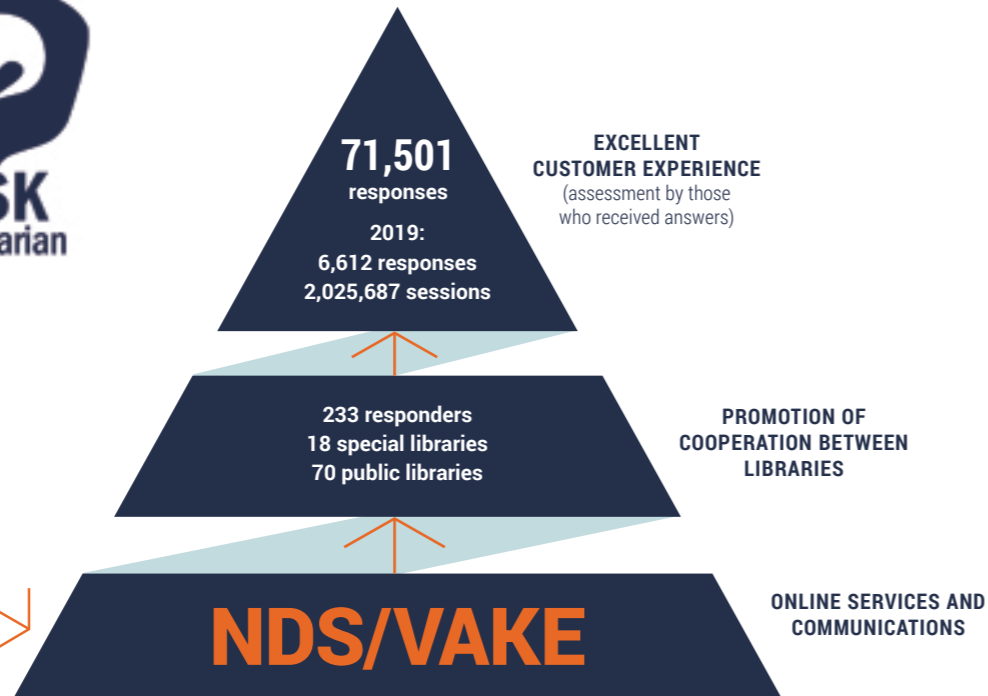 SK
arian
71,501
responses
2019:
6,612 responses
2,025,687 sessions
EXCELLENT
CUSTOMER EXPERIENCE
(assessment by those
who received answers)
233 responders
18 special libraries
70 public libraries
PROMOTION OF
COOPERATION BETWEEN
LIBRARIES
NDS/VAKE
ONLINE SERVICES AND
COMMUNICATIONS